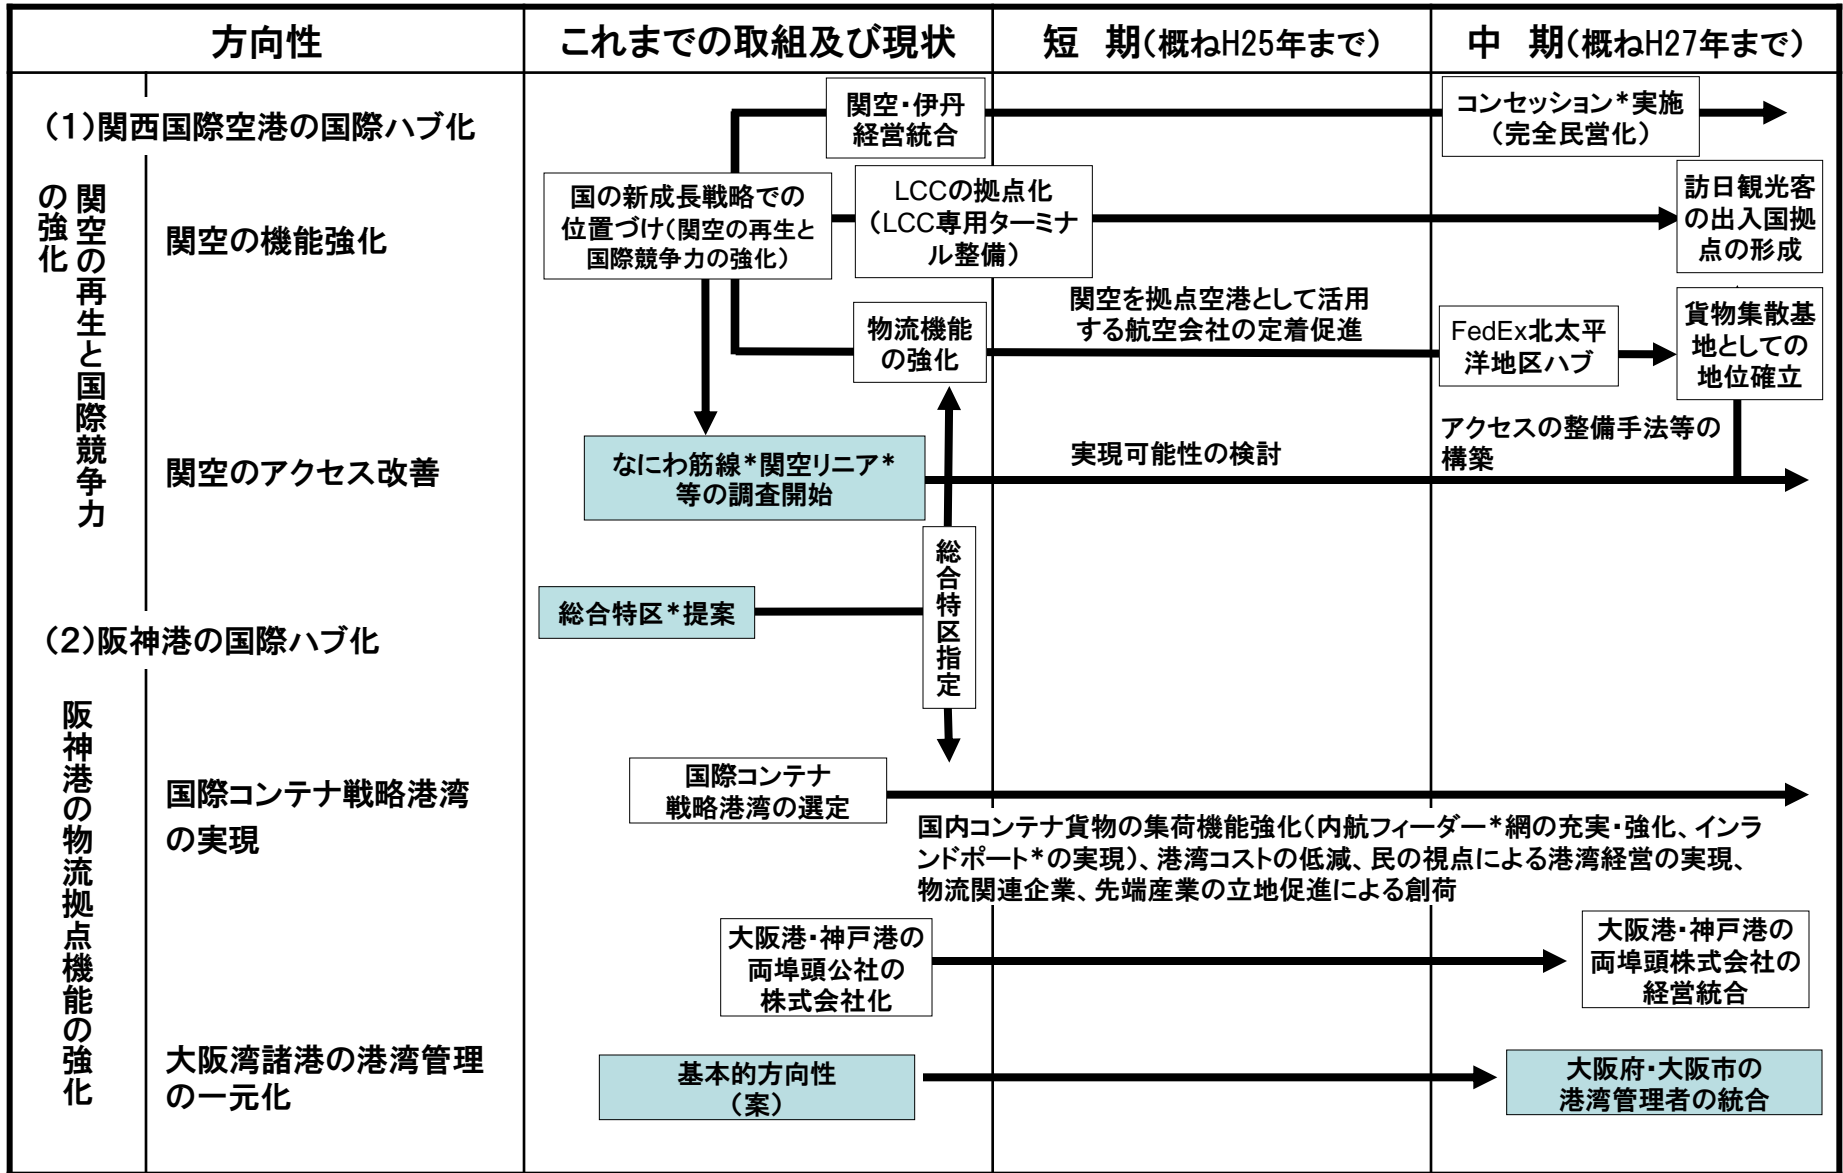 方向性
これまでの取組及び現状
短　期(概ねH25年まで)
中　期(概ねH27年まで)
(1)関西国際空港の国際ハブ化
関空の再生と国際競争力
の強化
関空の機能強化
関空のアクセス改善
関空・伊丹
経営統合
コンセッション*実施
(完全民営化)
国の新成長戦略での
位置づけ(関空の再生と
国際競争力の強化)
LCCの拠点化
(LCC専用ターミナ
ル整備)
訪日観光客
の出入国拠
点の形成
物流機能
の強化
関空を拠点空港として活用
する航空会社の定着促進
FedEx北太平
洋地区ハブ
貨物集散基
地としての
地位確立
なにわ筋線*関空リニア*
等の調査開始
実現可能性の検討
アクセスの整備手法等の
構築
総合特区*提案
総合特区指定
(2)阪神港の国際ハブ化
阪神港の物流拠点機能の強化
国際コンテナ戦略港湾
の実現
国際コンテナ
戦略港湾の選定
国内コンテナ貨物の集荷機能強化(内航フィーダー*網の充実・強化、インラ
ンドポート*の実現)、港湾コストの低減、民の視点による港湾経営の実現、
物流関連企業、先端産業の立地促進による創荷
大阪港・神戸港の
両埠頭公社の
株式会社化
大阪港・神戸港の
両埠頭株式会社の
経営統合
大阪湾諸港の港湾管理
の一元化
基本的方向性
(案)
大阪府・大阪市の
港湾管理者の統合